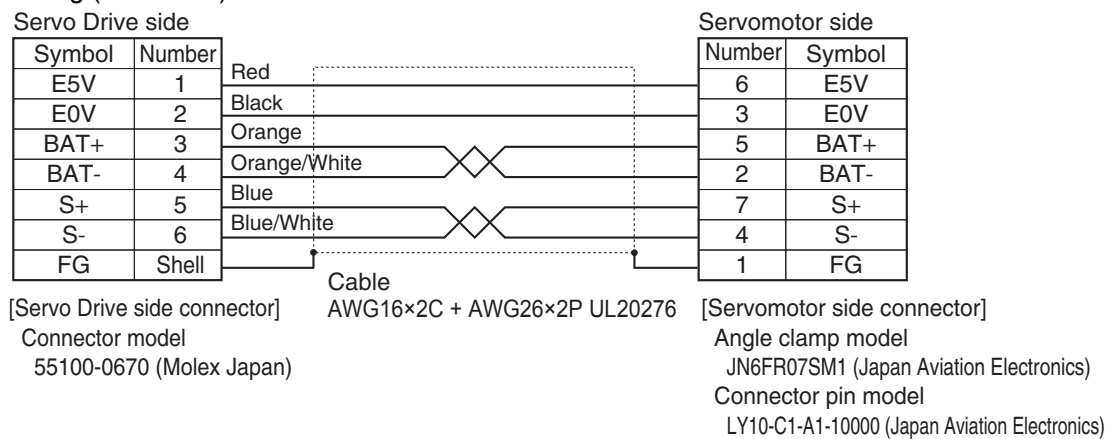 Servo Drive side
Servomotor side
Symbol Number
Number Symbol
E5V 1 Red 6 E5V
E0V 2 Black 3 E0V
BAT+ 3 Orange 5 BAT+
BAT- 4 Orange/White 2 BAT-
S+ 5 Blue 7 S+
S- 6 Blue/White 4 S-
FG Shell 1 FG
Cable
AWG16×2C + AWG26×2P UL20276
[Servo Drive side connector]
Connector model
55100-0670 (Molex Japan)
[Servomotor side connector]
Angle clamp model
JN6FR07SM1 (Japan Aviation Electronics)
Connector pin model
LY10-C1-A1-10000 (Japan Aviation Electronics)